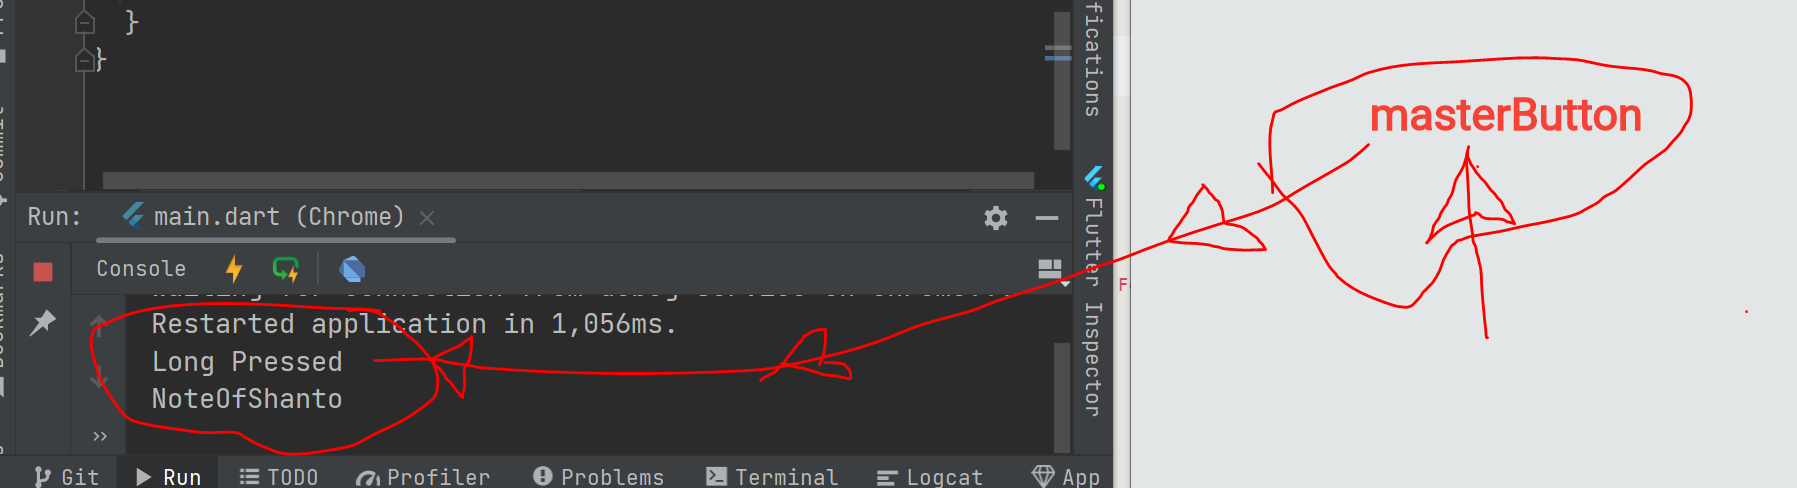 }
}
fications
masterButton
Run:
main.dart (Chrome)
Console
Restarted application in 1,056ms.
Long Pressed
NoteOfShanto
Flutter Inspector
F
Git
Run
TODO
Profiler
Problems
Terminal
Logcat
App